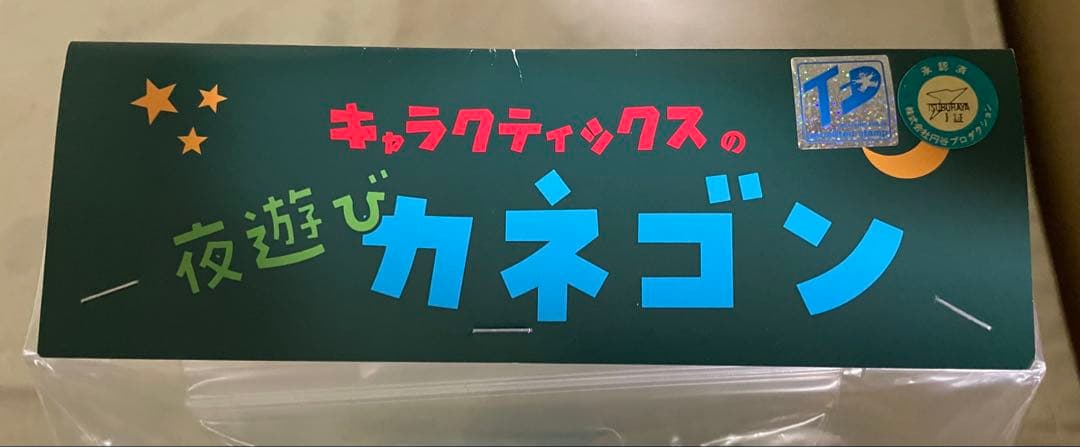 キャラクティックスの
夜遊び カネゴン
承認済
TSUBURAYA
株式会社円谷プロダクション